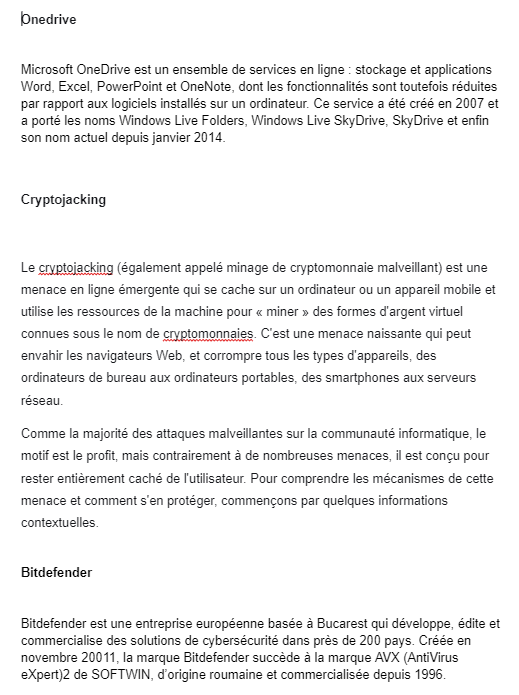 Onedrive
Microsoft OneDrive est un ensemble de services en ligne : stockage et applications
Word, Excel, PowerPoint et OneNote, dont les fonctionnalités sont toutefois réduites
par rapport aux logiciels installés sur un ordinateur. Ce service a été créé en 2007 et
a porté les noms Windows Live Folders, Windows Live SkyDrive, SkyDrive et enfin
son nom actuel depuis janvier 2014.
Cryptojacking
Le cryptojacking (également appelé minage de cryptomonnaie malveillant) est une
menace en ligne émergente qui se cache sur un ordinateur ou un appareil mobile et
utilise les ressources de la machine pour « miner » des formes d'argent virtuel
connues sous le nom de cryptomonnaies. C'est une menace naissante qui peut
envahir les navigateurs Web, et corrompre tous les types d'appareils, des
ordinateurs de bureau aux ordinateurs portables, des smartphones aux serveurs
réseau.
Comme la majorité des attaques malveillantes sur la communauté informatique, le
motif est le profit, mais contrairement à de nombreuses menaces, il est conçu pour
rester entièrement caché de l'utilisateur. Pour comprendre les mécanismes de cette
menace et comment s'en protéger, commençons par quelques informations
contextuelles.
Bitdefender
Bitdefender est une entreprise européenne basée à Bucarest qui développe, édite et
commercialise des solutions de cybersécurité dans près de 200 pays. Créée en
novembre 20011, la marque Bitdefender succède à la marque AVX (AntiVirus
eXpert)2 de SOFTWIN, d'origine roumaine et commercialisée depuis 1996.